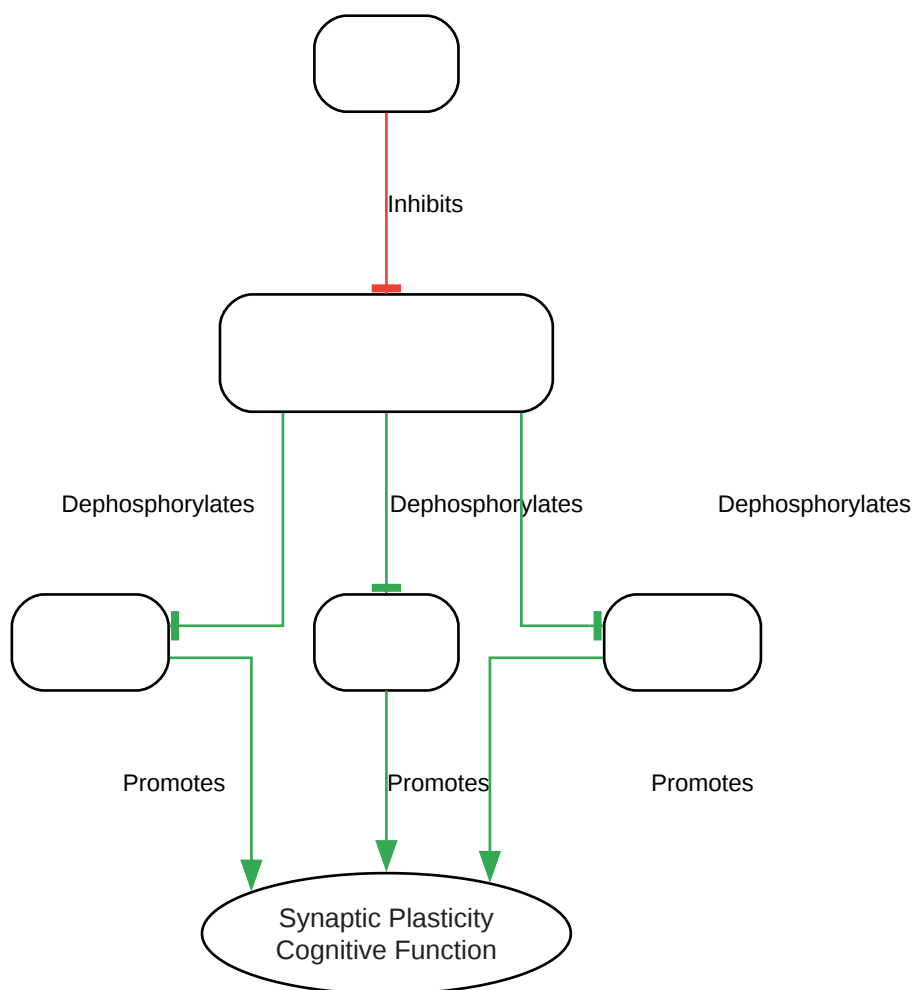 Inhibits
Dephosphorylates
Dephosphorylates
Dephosphorylates
Promotes
Promotes
Promotes
Synaptic Plasticity
Cognitive Function